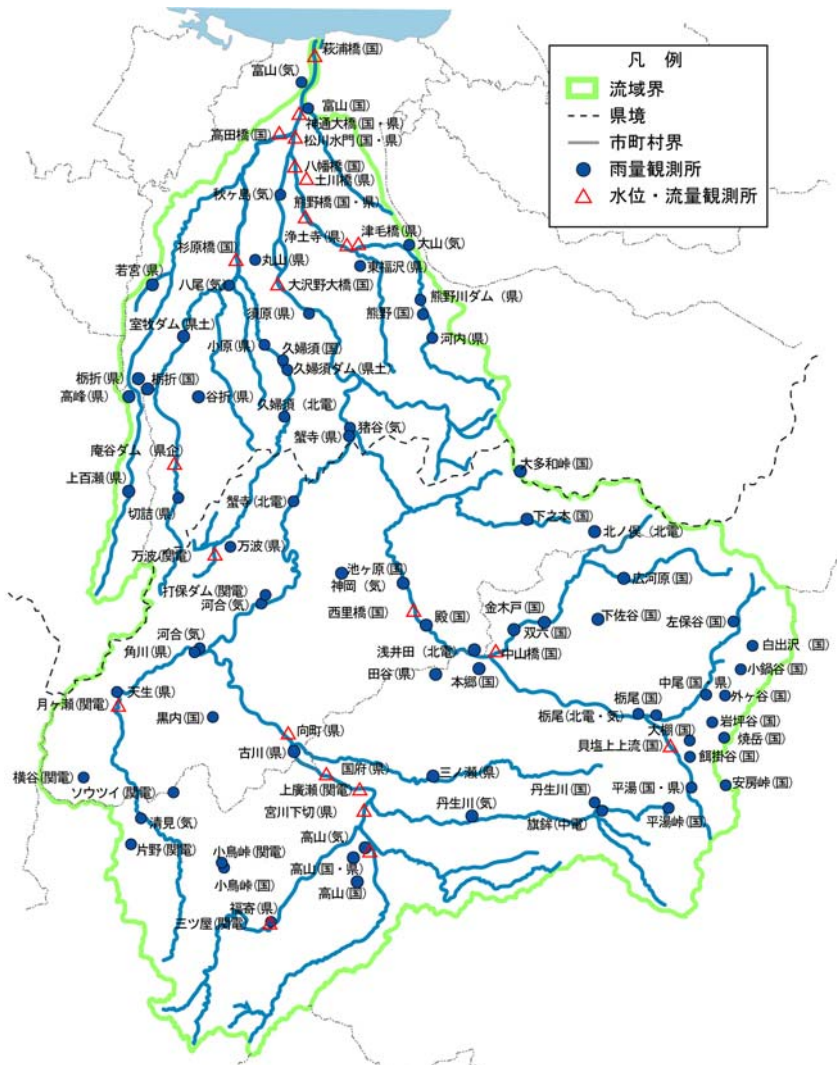 萩浦橋(国)
富山(気)
富山(国)
神通大橋(国・県)
高田橋(国)
松川水門(国・県)
八幡橋(国)
土川橋(県)
秋ヶ島(気)
熊野橋(国・県)
津毛橋(県)
浄土寺(県)
大山(気)
杉原橋(国)
丸山(県)
東福沢(県)
若宮(県)
八尾(気)
大沢野大橋(国)
熊野川ダム(県)
須原(県)
熊野(国)
室牧ダム(県土)
小原(県)
河内(県)
久婦須(国)
久婦須ダム(県土)
栃折(県)
栃折(国)
高峰(県)
谷折(県)
久婦須(北電)
猪谷(気)
蟹寺(県)
庵谷ダム(県企)
大多和峠(国)
上百瀬(県)
切詰(県)
蟹寺(北電)
下之本(国)
北ノ俣(北電)
万波(県)
万波(関電)
池ヶ原(国)
神岡(気)
広河原(国)
打保ダム(関電)
河合(気)
西里橋(国)
殿(国)
金木戸(国)
双六(国)
下佐谷(国)
左保谷(国)
河合(気)
角川(県)
浅井田(北電)
中山橋(国)
白出沢(国)
田谷(県)
本郷(国)
小鍋谷(国)
中尾(国・県)
天生(県)
月ヶ瀬(関電)
外ヶ谷(国)
黒内(国)
栃尾(国)
栃尾(北電・気)
岩坪谷(国)
向町(県)
大棚(国)
焼岳(国)
貝塩上上流(国)
古川(県)
餌掛谷(国)
国府(県)
三ノ瀬(県)
横谷(関電)
ソウツイ(関電)
上廣瀬(関電)
丹生川(国)
平湯(国・県)
安房峠(国)
宮川下切(県)
丹生川(気)
旗鉾(中電)
平湯峠(国)
清見(気)
高山(気)
片野(関電)
小鳥峠(関電)
高山(国・県)
小鳥峠(国)
高山(国)
福寄(県)
三ツ屋(関電)
凡 例
流域界
県境
市町村界
雨量観測所
水位・流量観測所